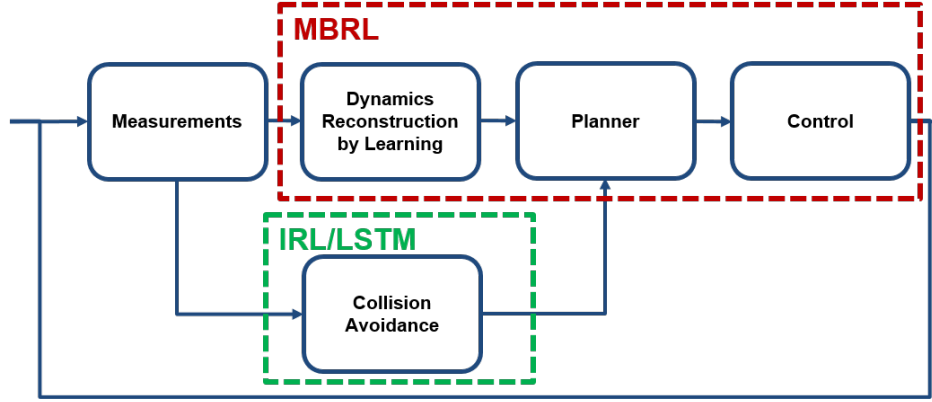 MBRL
Measurements
Dynamics
Reconstruction
by Learning
Planner
Control
IRL/LSTM
Collision
Avoidance